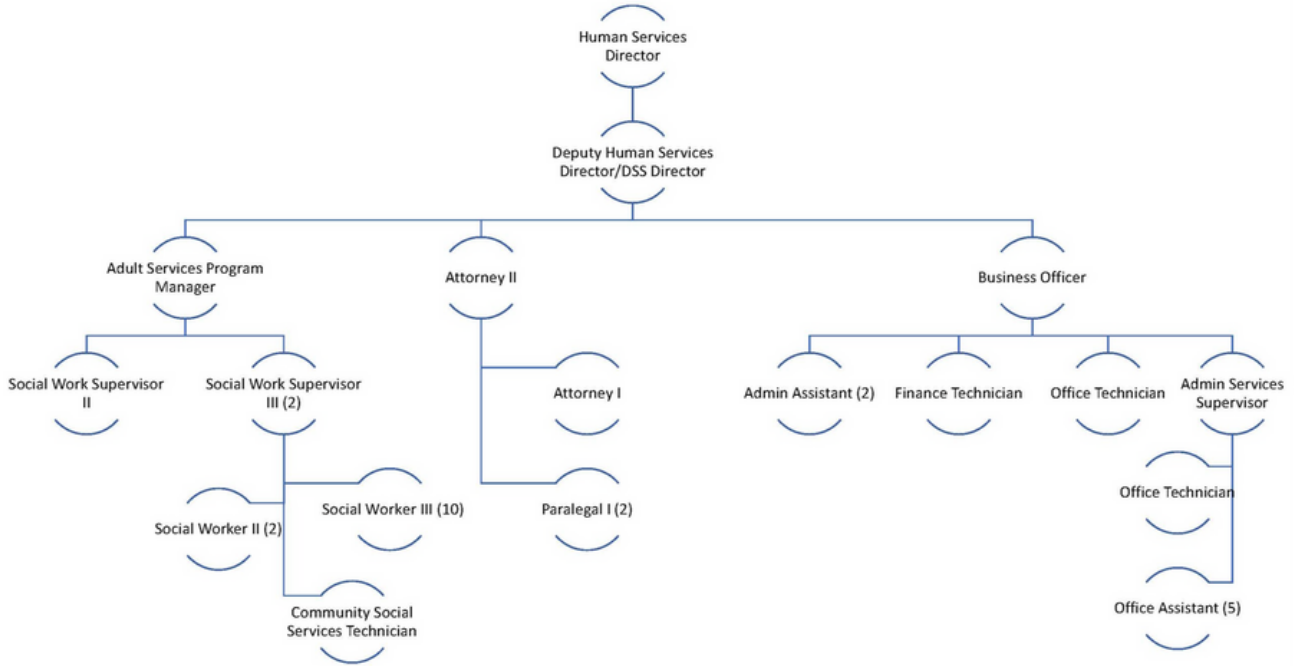 Human Services
Director
Deputy Human Services
Director/DSS Director
Adult Services Program
Manager
Attorney II
Business Officer
Social Work Supervisor
II
Social Work Supervisor
III (2)
Attorney I
Admin Assistant (2)
Finance Technician
Office Technician
Admin Services
Supervisor
Social Worker II (2)
Social Worker III (10)
Paralegal I (2)
Office Technician
Community Social
Services Technician
Office Assistant (5)